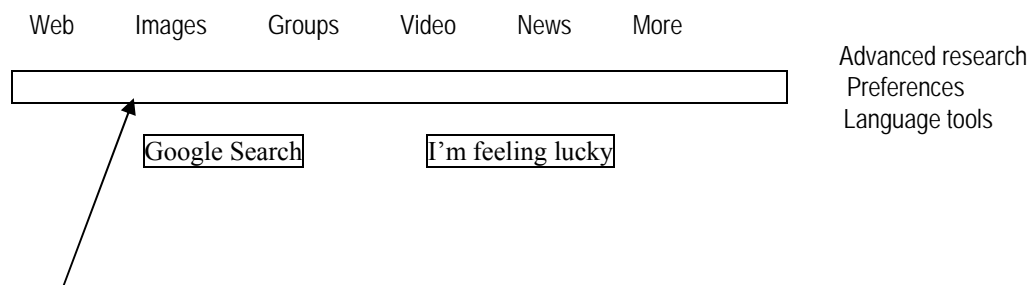 Web Images Groups Video News More
Advanced research
Preferences
Language tools
Google Search I'm feeling lucky